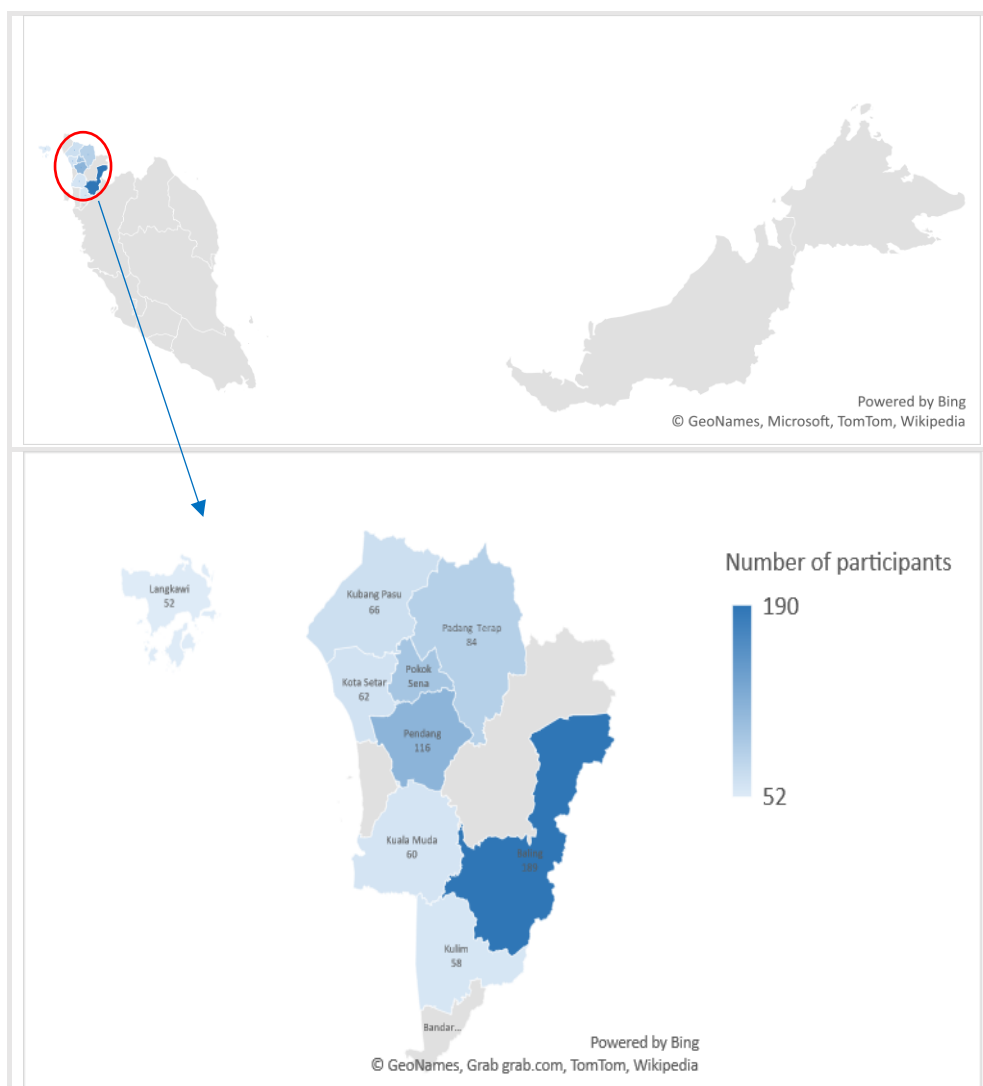 Powered by Bing
© GeoNames, Microsoft, TomTom, Wikipedia
Number of participants
190
52
Langkawi
52
Kubang Pasu
66
Padang Terap
84
Pokok
Sena
Kota Setar
62
Pendang
116
Kuala Muda
60
Baling
Kulim
58
Bandar...
Powered by Bing
© GeoNames, Grab grab.com, TomTom, Wikipedia